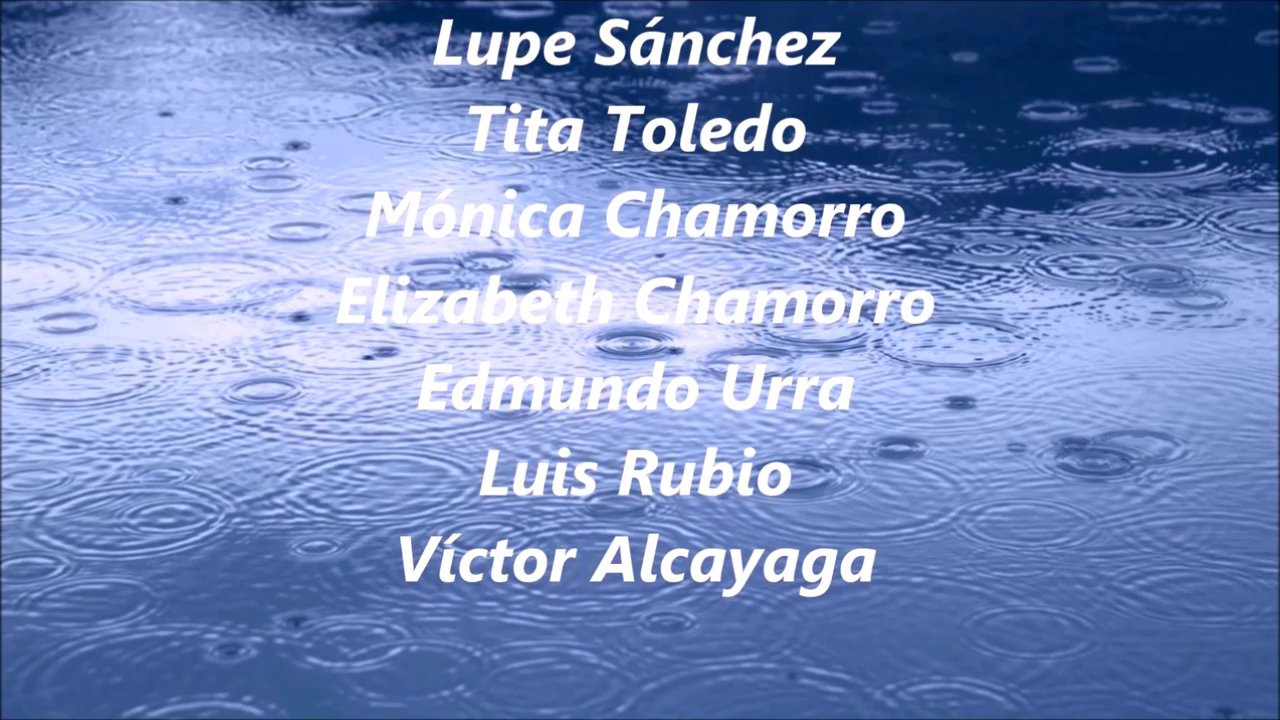 Lupe Sánchez
Tita Toledo
Mónica Chamorro
Elizabeth Chamorro
Edmundo Urra
Luis Rubio
Víctor Alcayaga